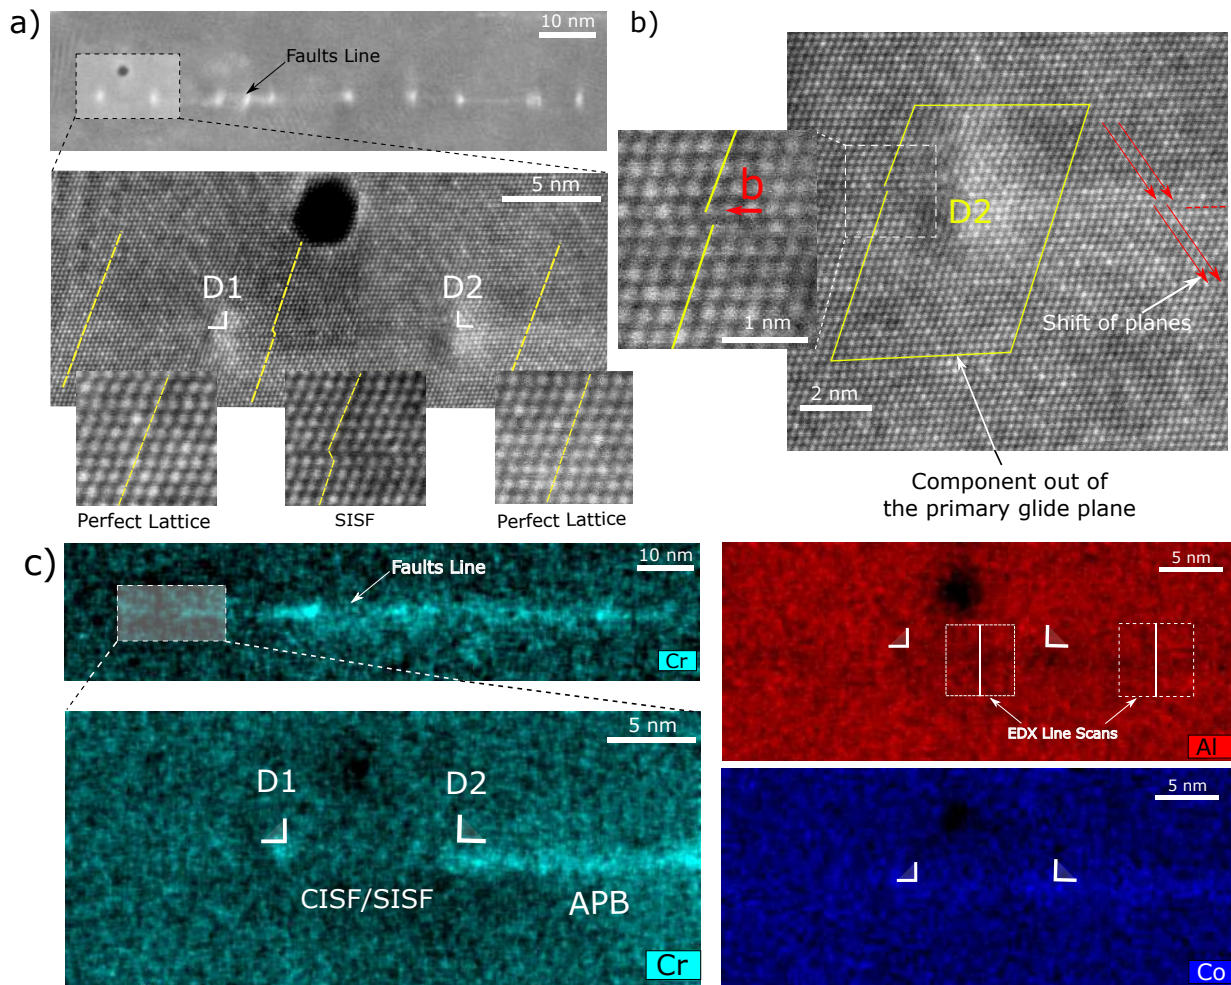 a)
10 nm
Faults Line
5 nm
D1
D2
Perfect Lattice
SISF
Perfect Lattice
b)
b
D2
1 nm
Shift of planes
2 nm
Component out of
the primary glide plane
c)
10 nm
Faults Line
Cr
5 nm
D1
D2
CISF/SISF
APB
Cr
5 nm
EDX Line Scans
Al
5 nm
Co